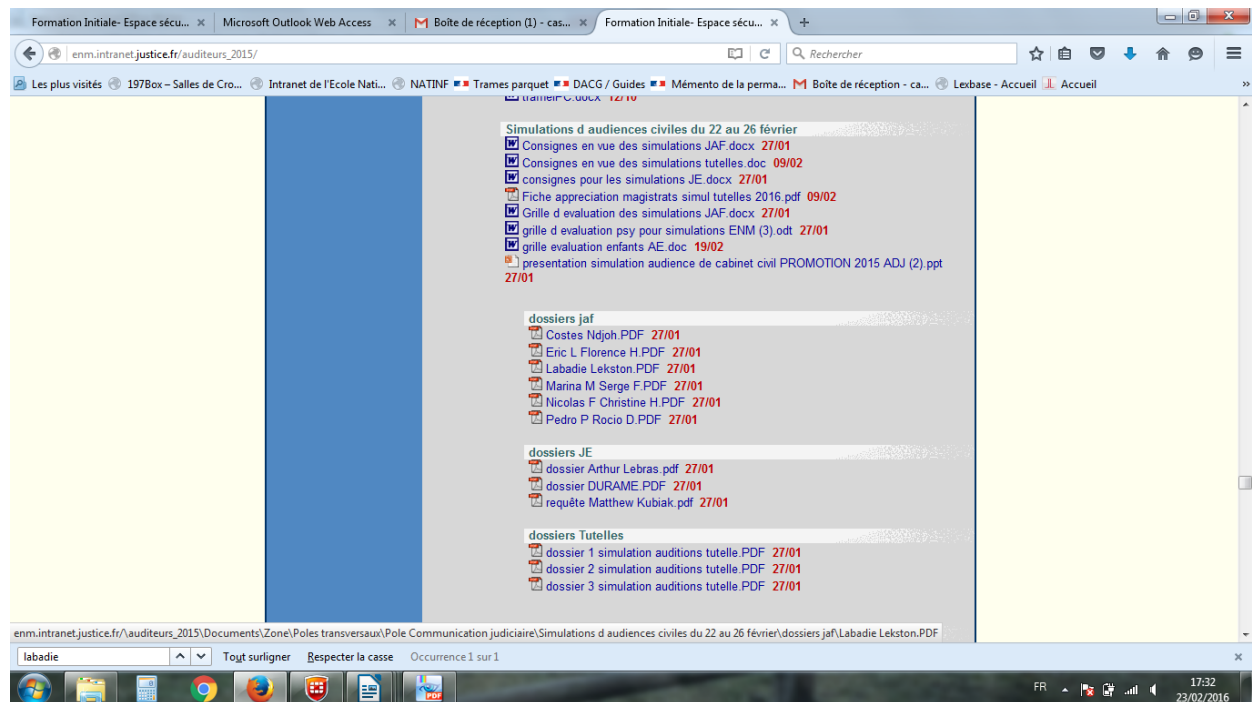 Formation Initiale- Espace sécu... × Microsoft Outlook Web Access × Boîte de réception (1) - cas... × Formation Initiale- Espace sécu... × +
enm.intranet.justice.fr/auditeurs_2015/ Rechercher
Les plus visités 197Box – Salles de Cro... Intranet de l'Ecole Nati... NATINF Trames parquet DACG / Guides Mémento de la perma... Boîte de réception - ca... Lexbase - Accueil Accueil »
trameIPC.docx 12/10
Simulations d audiences civiles du 22 au 26 février
Consignes en vue des simulations JAF.docx 27/01
Consignes en vue des simulations tutelles.doc 09/02
consignes pour les simulations JE.docx 27/01
Fiche appreciation magistrats simul tutelles 2016.pdf 09/02
Grille d evaluation des simulations JAF.docx 27/01
grille d evaluation psy pour simulations ENM (3).odt 27/01
grille evaluation enfants AE.doc 19/02
presentation simulation audience de cabinet civil PROMOTION 2015 ADJ (2).ppt
27/01
dossiers jaf
Costes Ndjoh.PDF 27/01
Eric L Florence H.PDF 27/01
Labadie Lekston.PDF 27/01
Marina M Serge F.PDF 27/01
Nicolas F Christine H.PDF 27/01
Pedro P Rocio D.PDF 27/01
dossiers JE
dossier Arthur Lebras.pdf 27/01
dossier DURAME.PDF 27/01
requête Matthew Kubiak.pdf 27/01
dossiers Tutelles
dossier 1 simulation auditions tutelle.PDF 27/01
dossier 2 simulation auditions tutelle.PDF 27/01
dossier 3 simulation auditions tutelle.PDF 27/01
enm.intranet.justice.fr/\auditeurs_2015\Documents\Zone\Poles transversaux\Pole Communication judiciaire\Simulations d audiences civiles du 22 au 26 février\dossiers jaf\Labadie Lekston.PDF
labadie Tout surligner Respecter la casse Occurrence 1 sur 1 ×
FR 17:32
23/02/2016